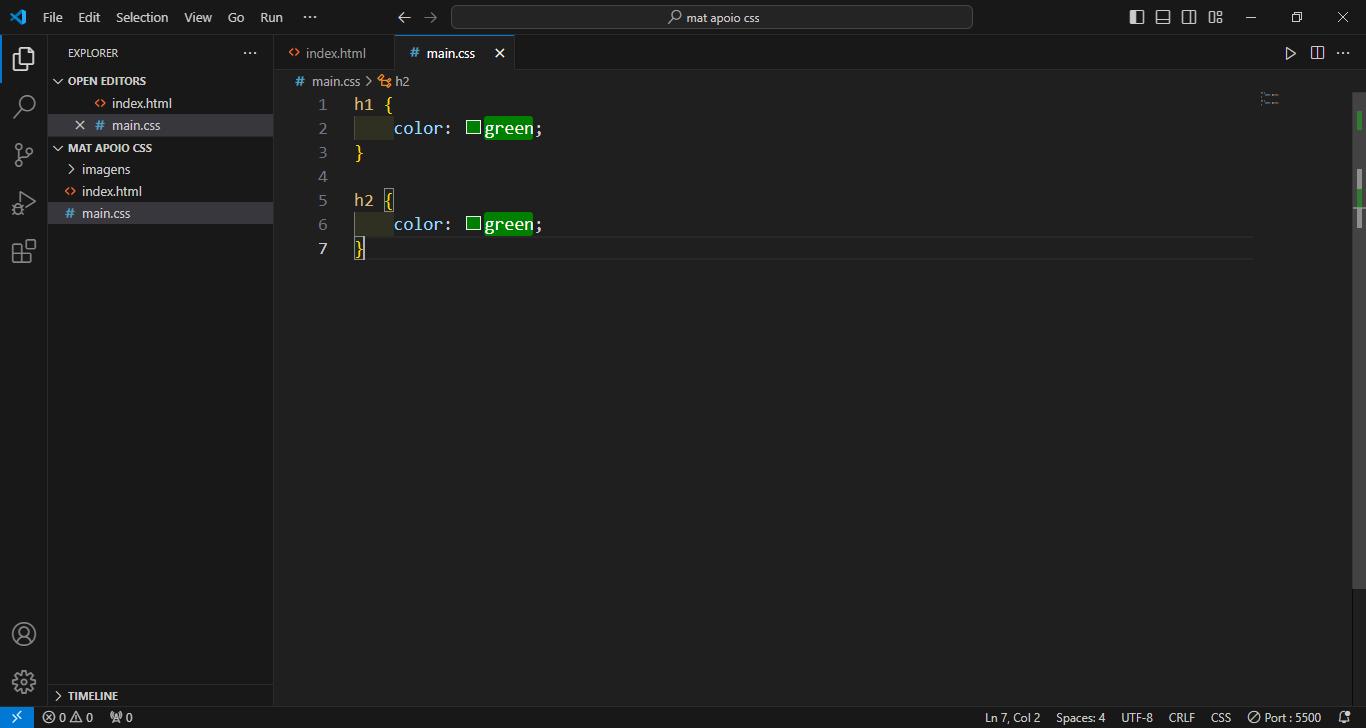 File Edit Selection View Go Run ···
mat apoio css
EXPLORER ···
OPEN EDITORS
<> index.html
# main.css
MAT APOIO CSS
imagens
<> index.html
# main.css
TIMELINE
<> index.html
# main.css
# main.css > h2
1 h1 {
2     color: green;
3 }
4
5 h2 {
6     color: green;
7 }
0 0 0
Ln 7, Col 2 Spaces: 4 UTF-8 CRLF CSS Port : 5500